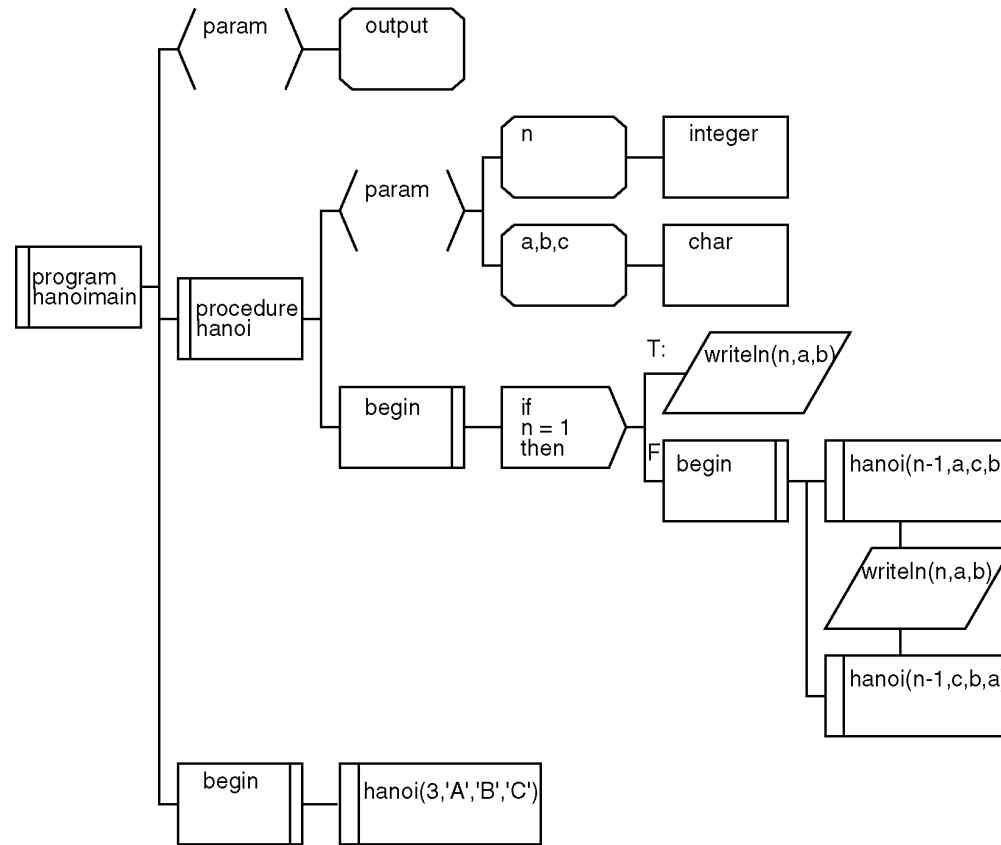 param
output
n
integer
param
a,b,c
char
program
hanoimain
procedure
hanoi
T:
writeln(n,a,b)
begin
if
n = 1
then
F
begin
hanoi(n-1,a,c,b
writeln(n,a,b)
hanoi(n-1,c,b,a)
begin
hanoi(3,'A','B','C')